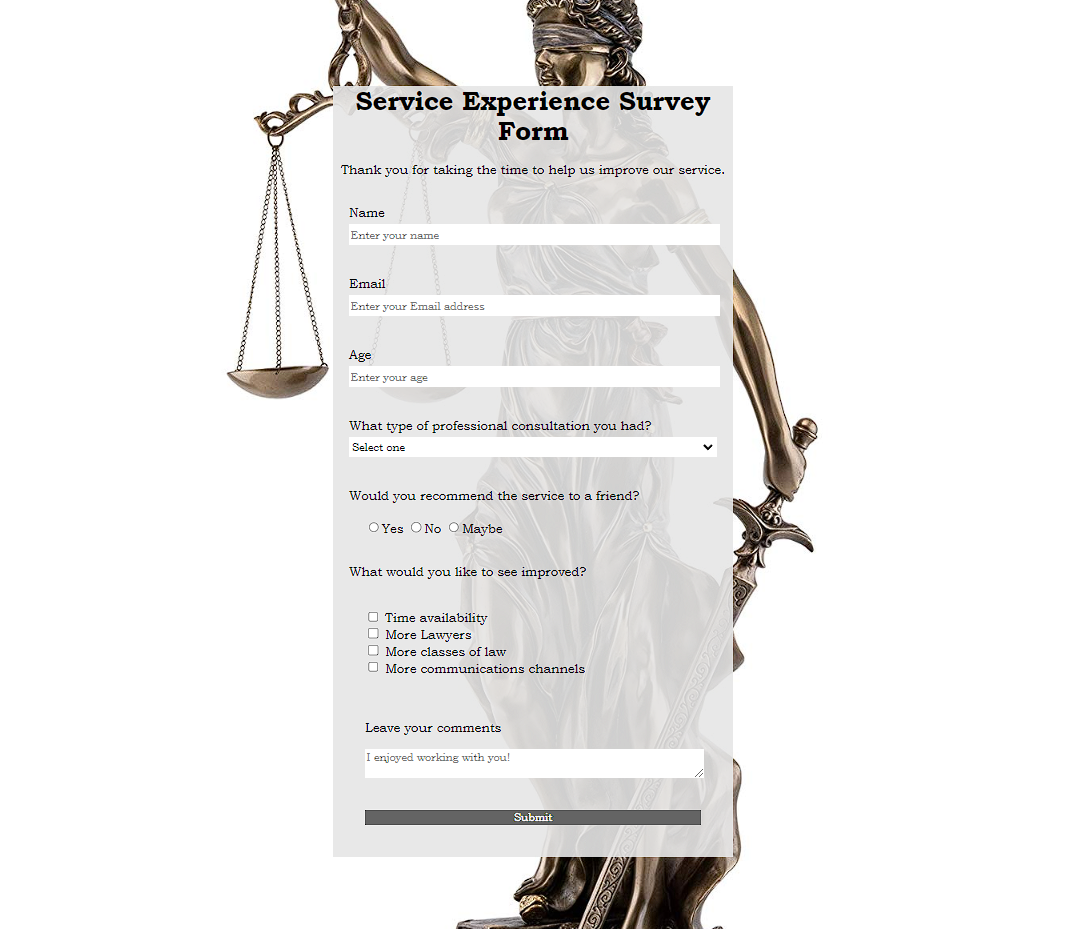 Service Experience Survey
Form
Thank you for taking the time to help us improve our service.
Name
Enter your name
Email
Enter your Email address
Age
Enter your age
What type of professional consultation you had?
Select one
Would you recommend the service to a friend?
Yes No Maybe
What would you like to see improved?
Time availability
More Lawyers
More classes of law
More communications channels
Leave your comments
I enjoyed working with you!
Submit